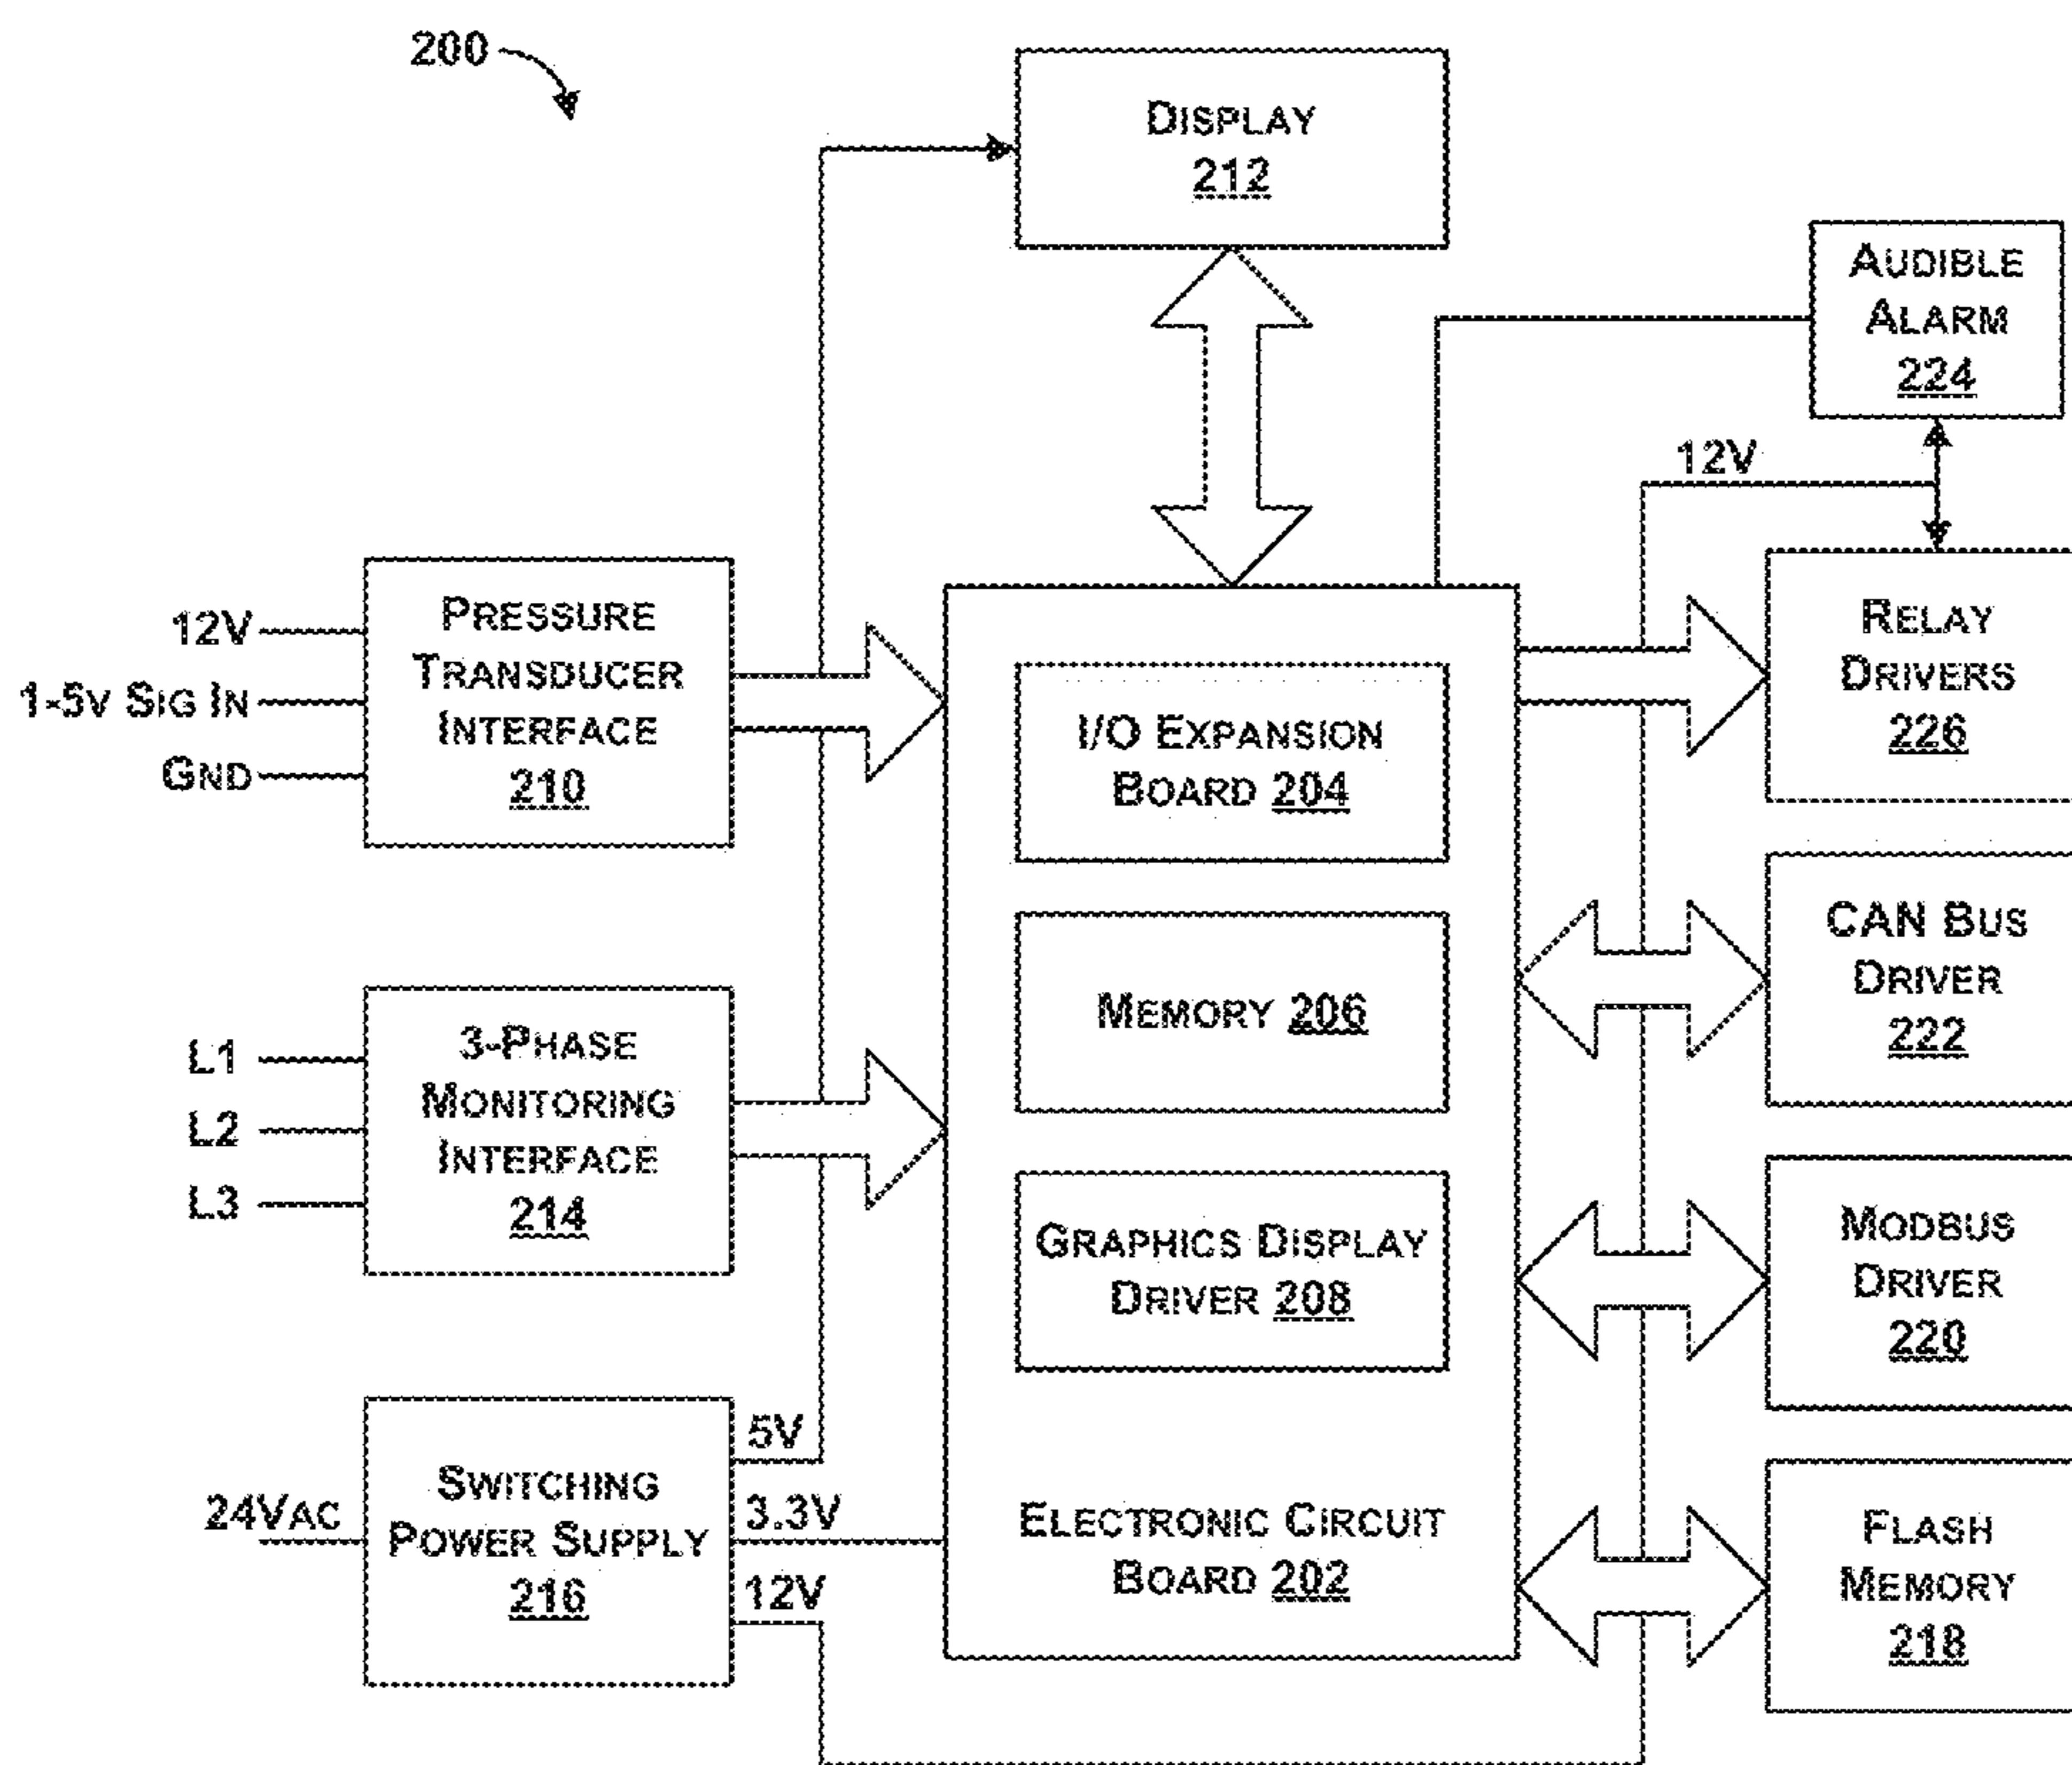 200
DISPLAY
212
AUDIBLE
ALARM
224
12V
PRESSURE
TRANSDUCER
INTERFACE
210
12V
1-5V SIG IN
GND
I/O EXPANSION
BOARD 204
RELAY
DRIVERS
226
MEMORY 206
CAN BUS
DRIVER
222
3-PHASE
MONITORING
INTERFACE
214
L1
L2
L3
GRAPHICS DISPLAY
DRIVER 208
MODBUS
DRIVER
220
SWITCHING
POWER SUPPLY
216
24VAC
5V
3.3V
12V
ELECTRONIC CIRCUIT
BOARD 202
FLASH
MEMORY
218